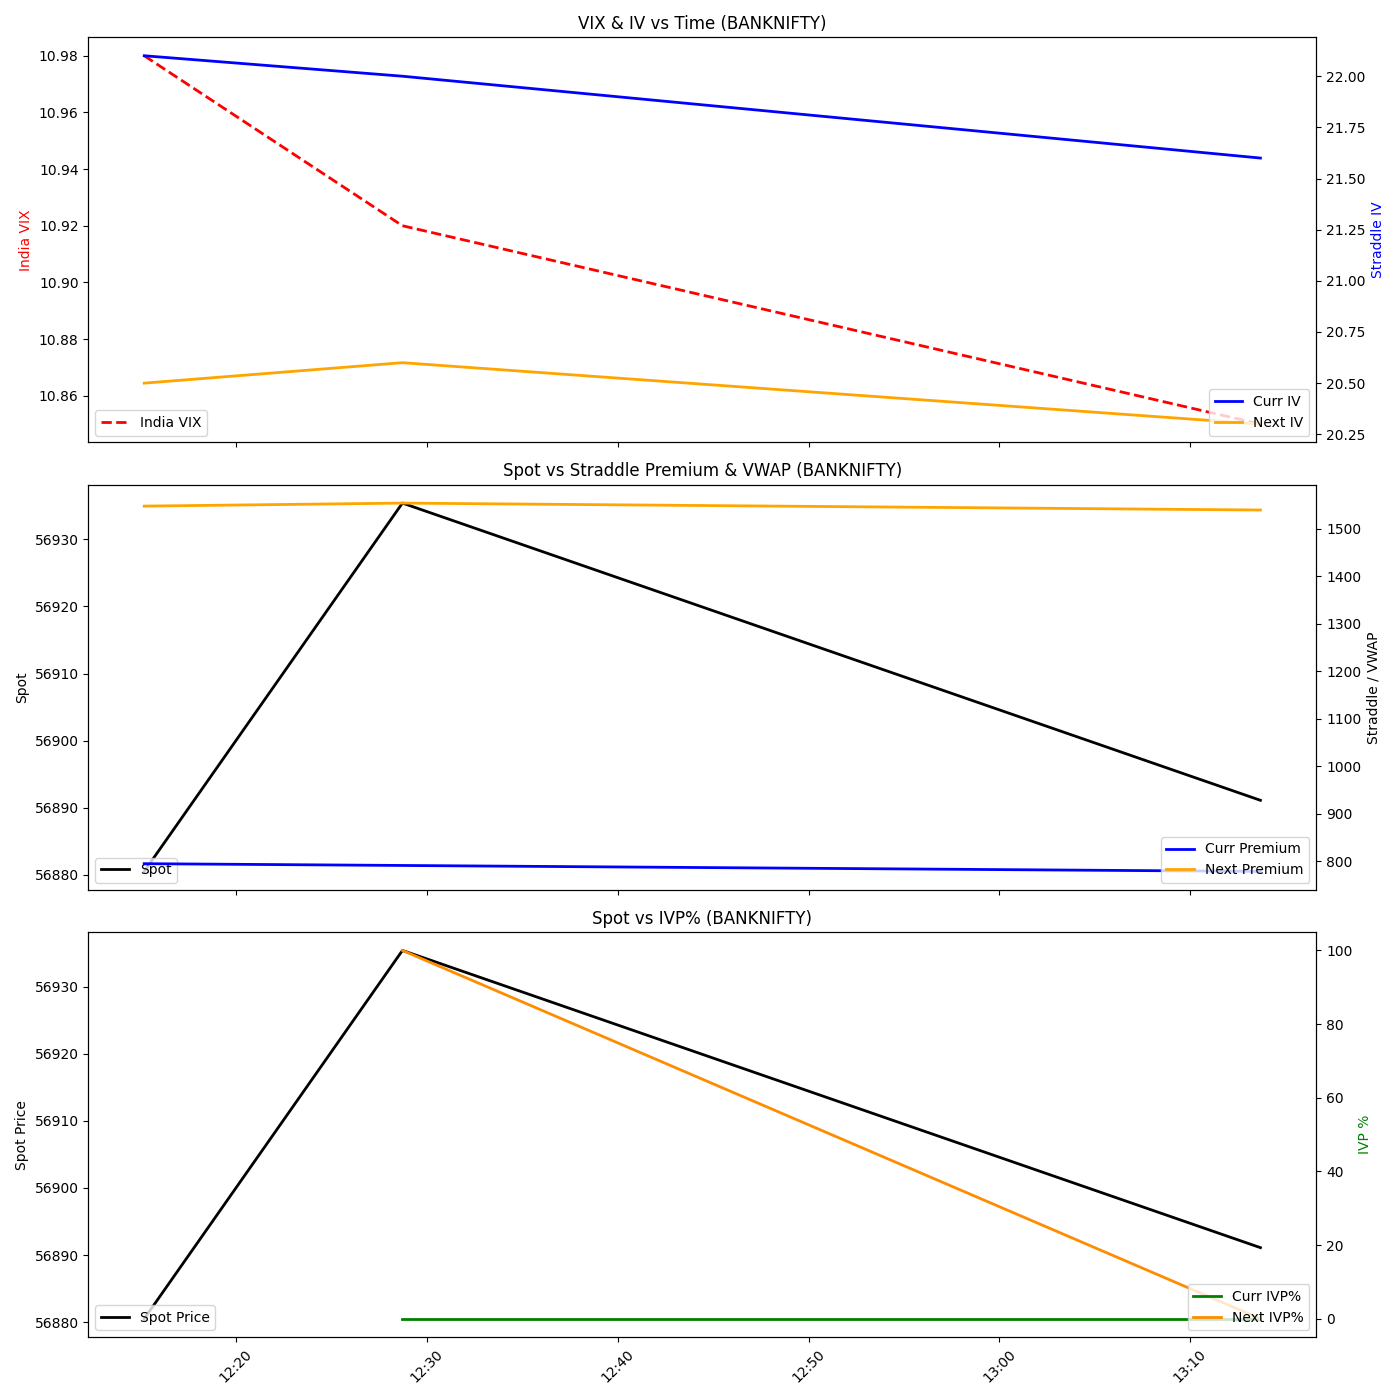 VIX & IV vs Time (BANKNIFTY)
10.98
10.96
10.94
10.92
10.90
10.88
10.86
India VIX
22.00
21.75
21.50
21.25
21.00
20.75
20.50
20.25
Straddle IV
India VIX
Curr IV
Next IV
Spot vs Straddle Premium & VWAP (BANKNIFTY)
56930
56920
56910
56900
56890
56880
Spot
1500
1400
1300
1200
1100
1000
900
800
Straddle / VWAP
Spot
Curr Premium
Next Premium
Spot vs IVP% (BANKNIFTY)
56930
56920
56910
56900
56890
56880
Spot Price
100
80
60
40
20
0
IVP %
Spot Price
Curr IVP%
Next IVP%
12:20
12:30
12:40
12:50
13:00
13:10